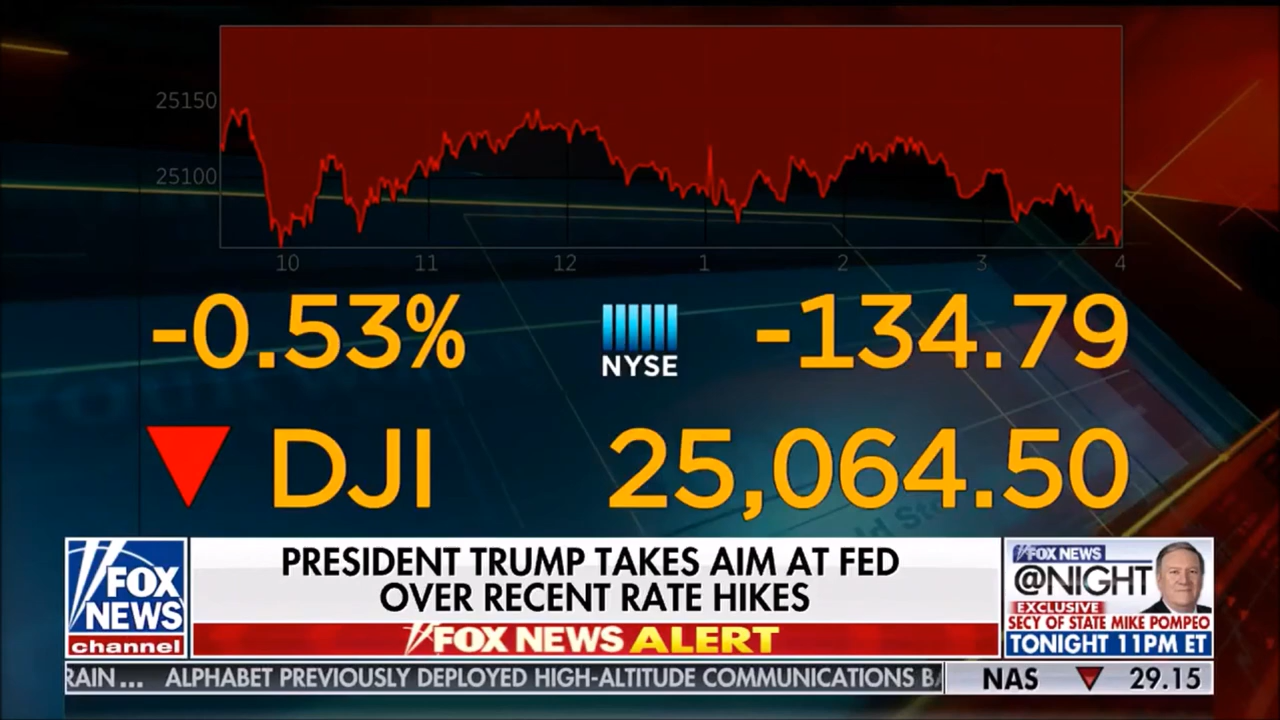 25150
25100
10 11 12 1 2 3 4
-0.53% NYSE -134.79
DJI 25,064.50
FOX
NEWS
channel
PRESIDENT TRUMP TAKES AIM AT FED
OVER RECENT RATE HIKES
FOX NEWS ALERT
FOX NEWS
@NIGHT
EXCLUSIVE
SECY OF STATE MIKE POMPEO
TONIGHT 11PM ET
RAIN... ALPHABET PREVIOUSLY DEPLOYED HIGH-ALTITUDE COMMUNICATIONS
NAS 29.15